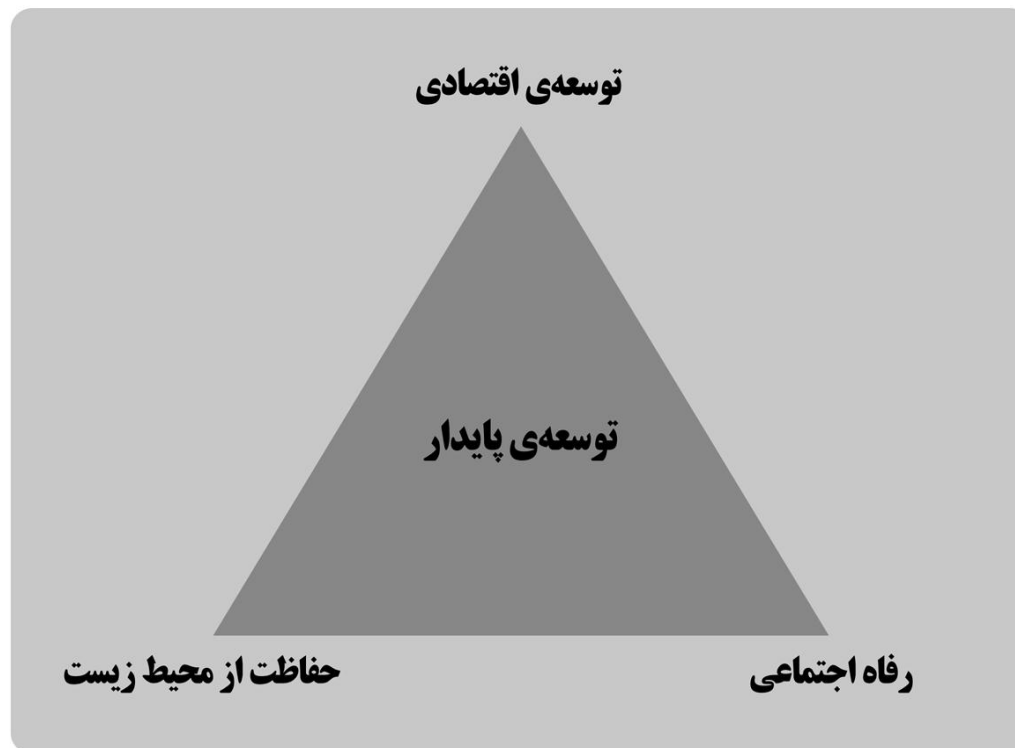 توسعه‌ی اقتصادی
توسعه‌ی پایدار
رفاه اجتماعی
حفاظت از محیط زیست